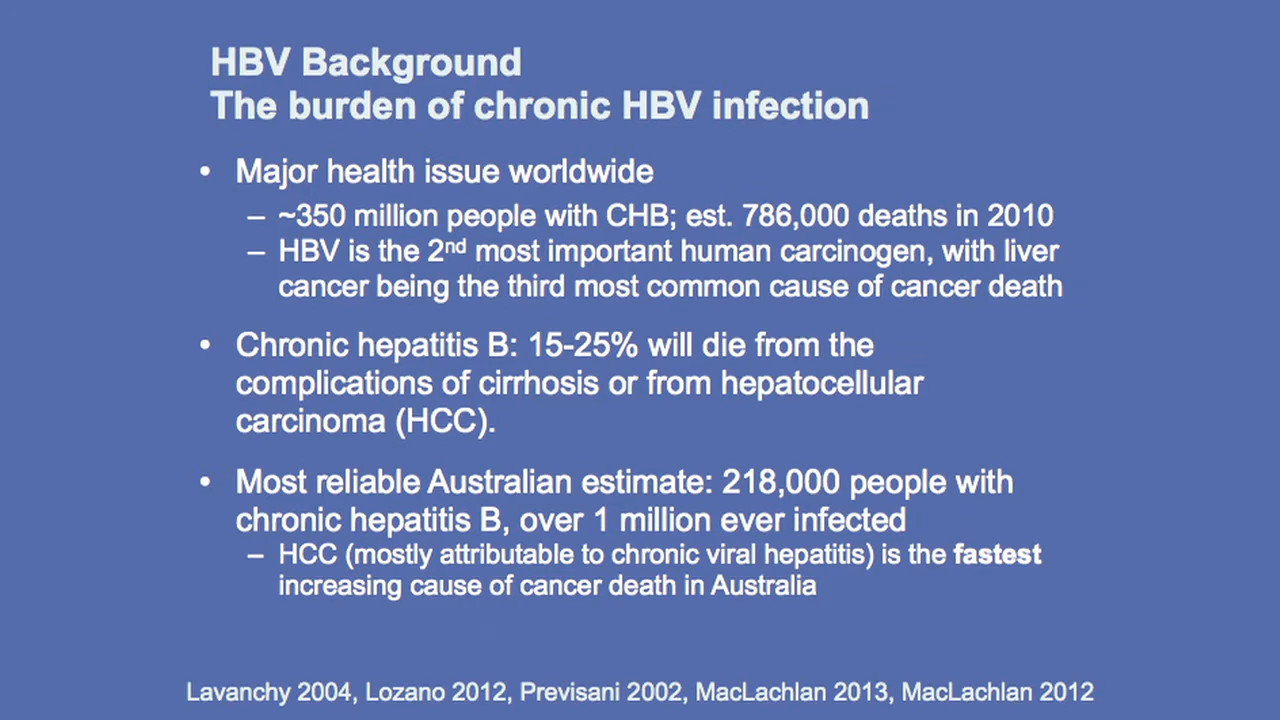 HBV Background
The burden of chronic HBV infection
• Major health issue worldwide
– ~350 million people with CHB; est. 786,000 deaths in 2010
– HBV is the 2nd most important human carcinogen, with liver
cancer being the third most common cause of cancer death
• Chronic hepatitis B: 15-25% will die from the
complications of cirrhosis or from hepatocellular
carcinoma (HCC).
• Most reliable Australian estimate: 218,000 people with
chronic hepatitis B, over 1 million ever infected
– HCC (mostly attributable to chronic viral hepatitis) is the fastest
increasing cause of cancer death in Australia
Lavanchy 2004, Lozano 2012, Previsani 2002, MacLachlan 2013, MacLachlan 2012